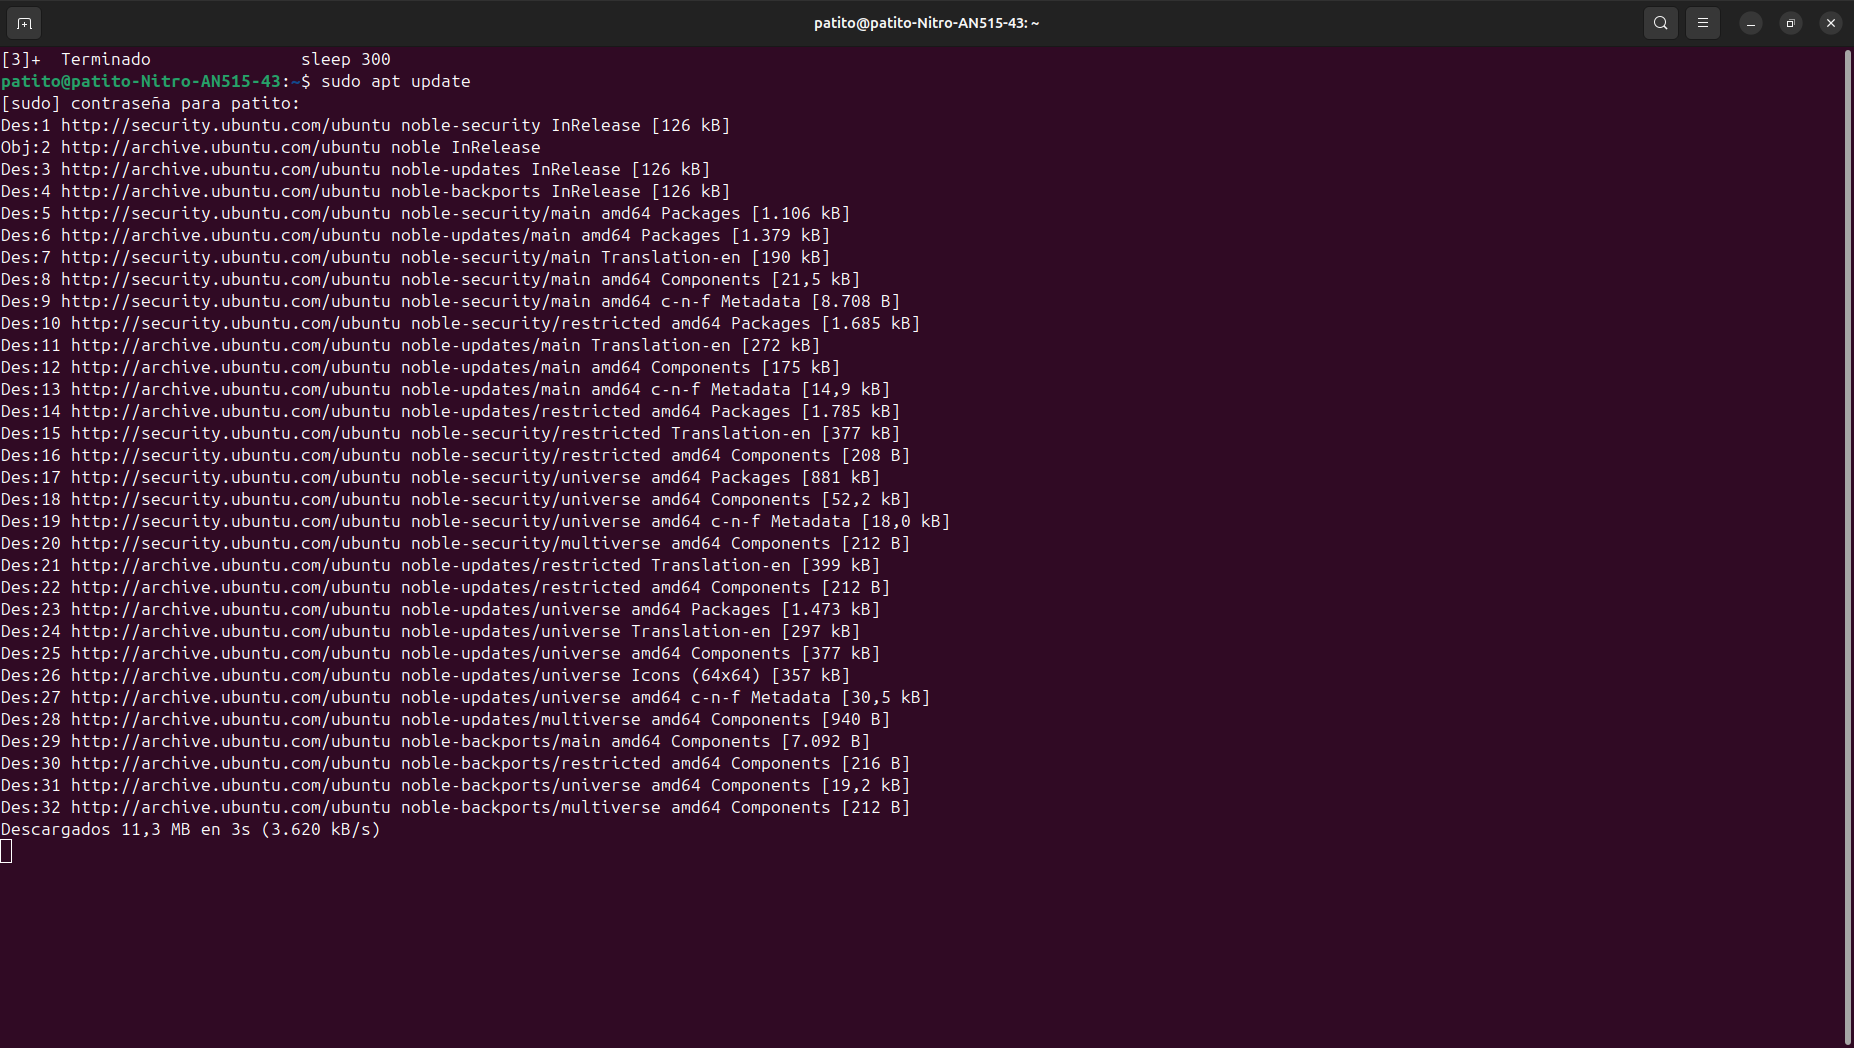 patito@patito-Nitro-AN515-43: ~
[3]+  Terminado               sleep 300
patito@patito-Nitro-AN515-43:~$ sudo apt update
[sudo] contraseña para patito:
Des:1 http://security.ubuntu.com/ubuntu noble-security InRelease [126 kB]
Obj:2 http://archive.ubuntu.com/ubuntu noble InRelease
Des:3 http://archive.ubuntu.com/ubuntu noble-updates InRelease [126 kB]
Des:4 http://archive.ubuntu.com/ubuntu noble-backports InRelease [126 kB]
Des:5 http://security.ubuntu.com/ubuntu noble-security/main amd64 Packages [1.106 kB]
Des:6 http://archive.ubuntu.com/ubuntu noble-updates/main amd64 Packages [1.379 kB]
Des:7 http://security.ubuntu.com/ubuntu noble-security/main Translation-en [190 kB]
Des:8 http://security.ubuntu.com/ubuntu noble-security/main amd64 Components [21,5 kB]
Des:9 http://security.ubuntu.com/ubuntu noble-security/main amd64 c-n-f Metadata [8.708 B]
Des:10 http://security.ubuntu.com/ubuntu noble-security/restricted amd64 Packages [1.685 kB]
Des:11 http://archive.ubuntu.com/ubuntu noble-updates/main Translation-en [272 kB]
Des:12 http://archive.ubuntu.com/ubuntu noble-updates/main amd64 Components [175 kB]
Des:13 http://archive.ubuntu.com/ubuntu noble-updates/main amd64 c-n-f Metadata [14,9 kB]
Des:14 http://archive.ubuntu.com/ubuntu noble-updates/restricted amd64 Packages [1.785 kB]
Des:15 http://security.ubuntu.com/ubuntu noble-security/restricted Translation-en [377 kB]
Des:16 http://security.ubuntu.com/ubuntu noble-security/restricted amd64 Components [208 B]
Des:17 http://security.ubuntu.com/ubuntu noble-security/universe amd64 Packages [881 kB]
Des:18 http://security.ubuntu.com/ubuntu noble-security/universe amd64 Components [52,2 kB]
Des:19 http://security.ubuntu.com/ubuntu noble-security/universe amd64 c-n-f Metadata [18,0 kB]
Des:20 http://security.ubuntu.com/ubuntu noble-security/multiverse amd64 Components [212 B]
Des:21 http://archive.ubuntu.com/ubuntu noble-updates/restricted Translation-en [399 kB]
Des:22 http://archive.ubuntu.com/ubuntu noble-updates/restricted amd64 Components [212 B]
Des:23 http://archive.ubuntu.com/ubuntu noble-updates/universe amd64 Packages [1.473 kB]
Des:24 http://archive.ubuntu.com/ubuntu noble-updates/universe Translation-en [297 kB]
Des:25 http://archive.ubuntu.com/ubuntu noble-updates/universe amd64 Components [377 kB]
Des:26 http://archive.ubuntu.com/ubuntu noble-updates/universe Icons (64x64) [357 kB]
Des:27 http://archive.ubuntu.com/ubuntu noble-updates/universe amd64 c-n-f Metadata [30,5 kB]
Des:28 http://archive.ubuntu.com/ubuntu noble-updates/multiverse amd64 Components [940 B]
Des:29 http://archive.ubuntu.com/ubuntu noble-backports/main amd64 Components [7.092 B]
Des:30 http://archive.ubuntu.com/ubuntu noble-backports/restricted amd64 Components [216 B]
Des:31 http://archive.ubuntu.com/ubuntu noble-backports/universe amd64 Components [19,2 kB]
Des:32 http://archive.ubuntu.com/ubuntu noble-backports/multiverse amd64 Components [212 B]
Descargados 11,3 MB en 3s (3.620 kB/s)